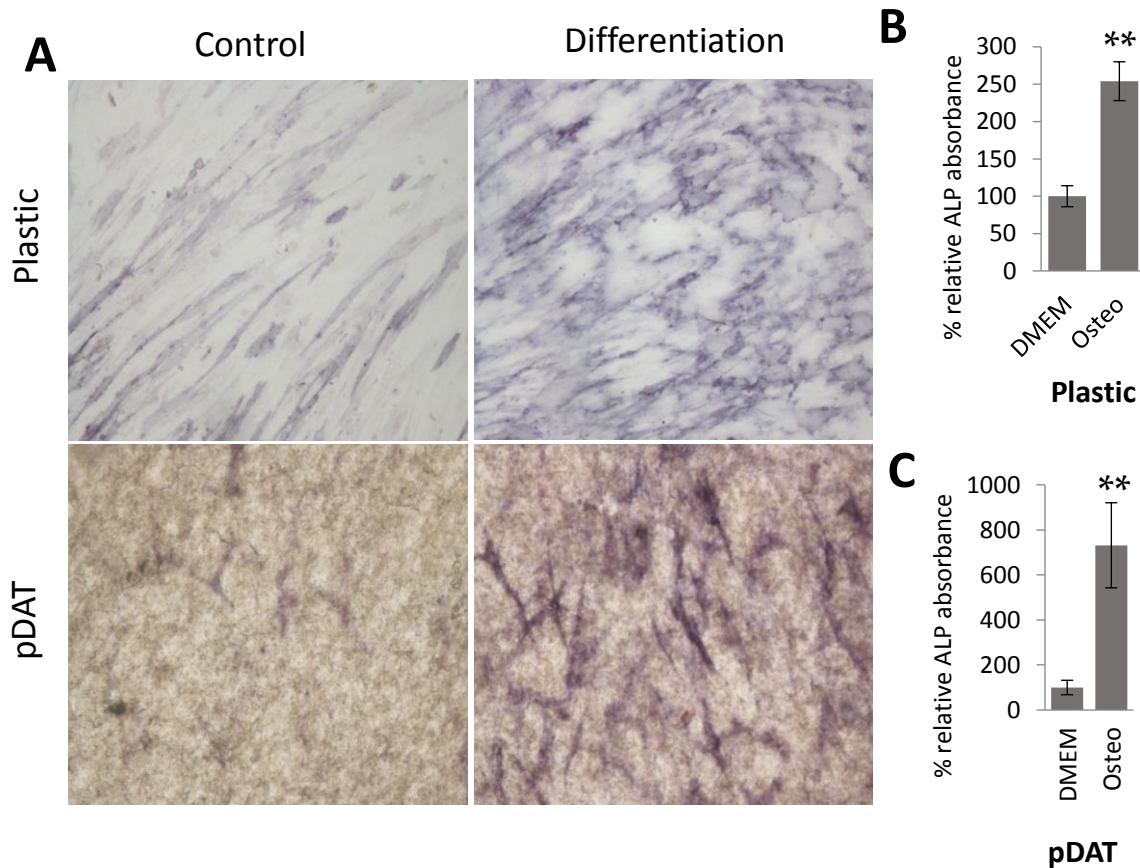 A
Control
Differentiation
Plastic
pDAT
B
% relative ALP absorbance
300
250
200
150
100
50
0
**
DMEM
Osteo
Plastic
C
% relative ALP absorbance
1000
800
600
400
200
0
**
DMEM
Osteo
pDAT